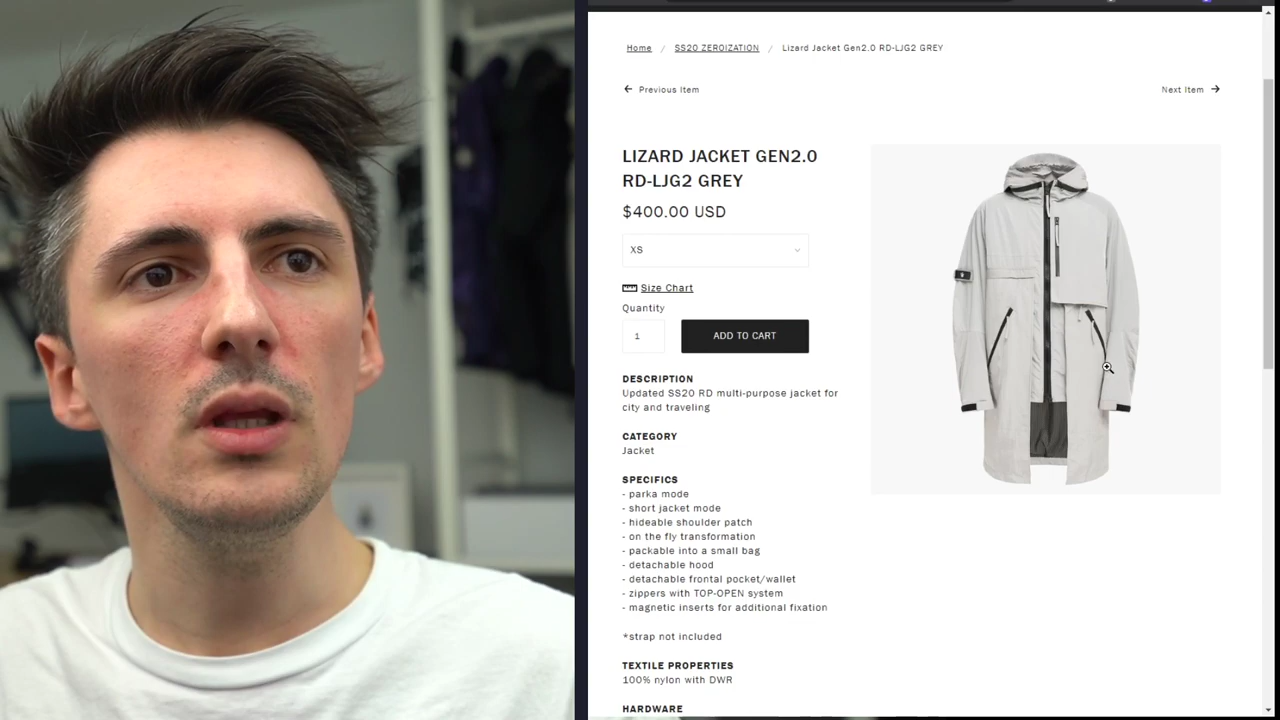 Home / SS20 ZEROIZATION / Lizard Jacket Gen2.0 RD-LJG2 GREY
← Previous Item
Next Item →
LIZARD JACKET GEN2.0
RD-LJG2 GREY
$400.00 USD
XS
Size Chart
Quantity
1
ADD TO CART
DESCRIPTION
Updated SS20 RD multi-purpose jacket for
city and traveling
CATEGORY
Jacket
SPECIFICS
- parka mode
- short jacket mode
- hideable shoulder patch
- on the fly transformation
- packable into a small bag
- detachable hood
- detachable frontal pocket/wallet
- zippers with TOP-OPEN system
- magnetic inserts for additional fixation
*strap not included
TEXTILE PROPERTIES
100% nylon with DWR
HARDWARE